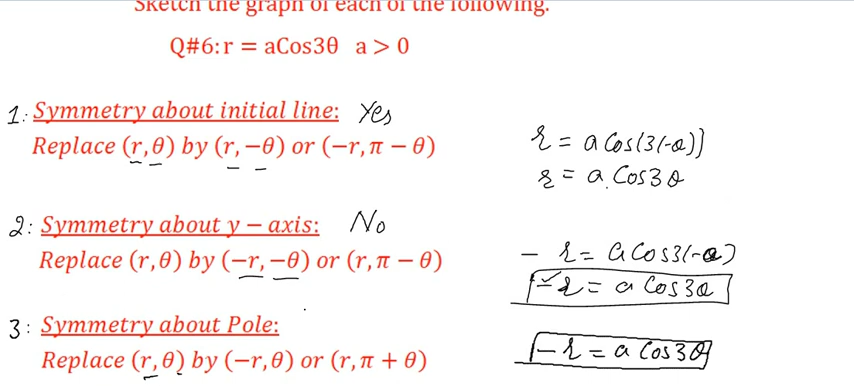 Sketch the graph of each of the following.
Q#6: r = aCos3θ a > 0
1: Symmetry about initial line: Yes
Replace (r, θ) by (r, −θ) or (−r, π − θ)
r = a Cos(3(-θ))
r = a Cos3θ
2: Symmetry about y − axis: No
Replace (r, θ) by (−r, −θ) or (r, π − θ)
- r = a Cos3(-θ)
- r = a Cos3θ
3: Symmetry about Pole:
Replace (r, θ) by (−r, θ) or (r, π + θ)
- r = a Cos3θ